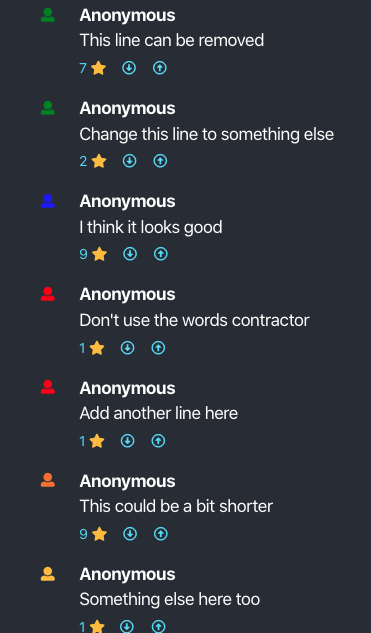 Anonymous
This line can be removed
7
Anonymous
Change this line to something else
2
Anonymous
I think it looks good
9
Anonymous
Don't use the words contractor
1
Anonymous
Add another line here
1
Anonymous
This could be a bit shorter
9
Anonymous
Something else here too
1